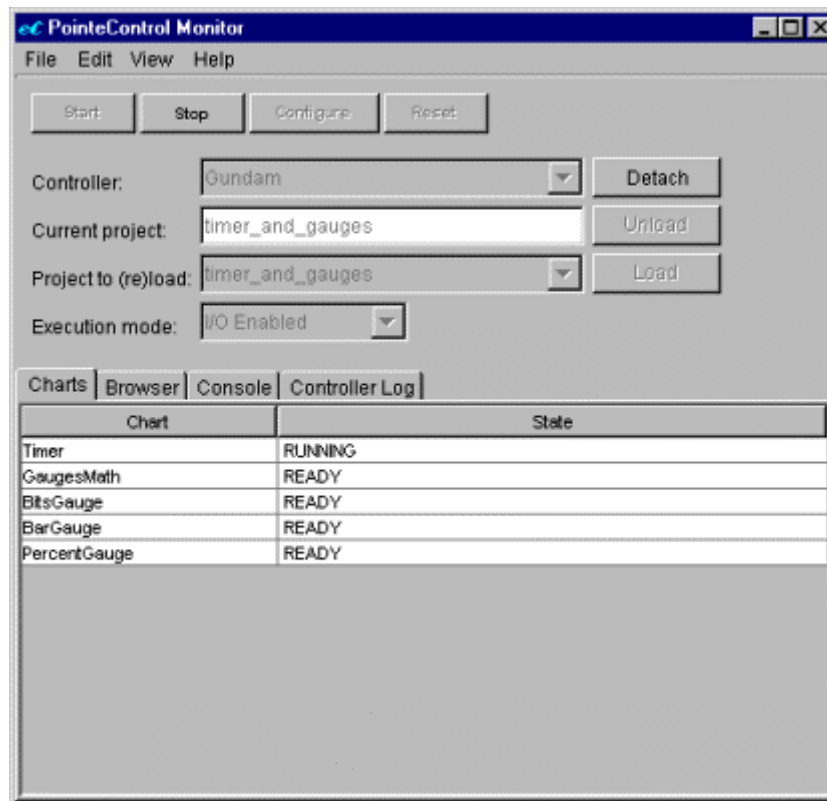 eC PointeControl Monitor
File Edit View Help
Start Stop Configure Reset
Controller: Gundam Detach
Current project: timer_and_gauges Unload
Project to (re)load: timer_and_gauges Load
Execution mode: I/O Enabled
Charts Browser Console Controller Log
Chart State
Timer RUNNING
GaugesMath READY
BitsGauge READY
BarGauge READY
PercentGauge READY